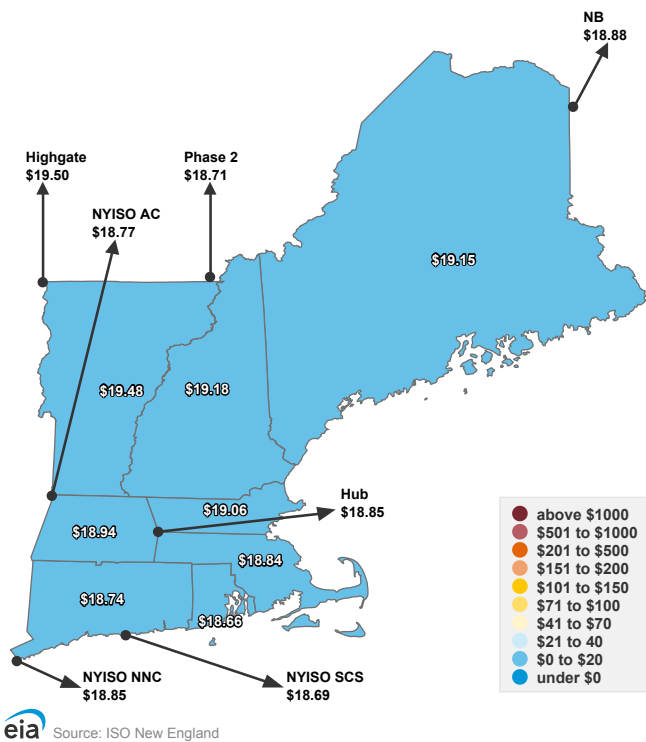 NB
$18.88
Highgate
$19.50
Phase 2
$18.71
NYISO AC
$18.77
$19.15
$19.48
$19.18
Hub
$18.85
$19.06
$18.94
$18.84
$18.74
$18.66
NYISO NNC
$18.85
NYISO SCS
$18.69
above $1000
$501 to $1000
$201 to $500
$151 to $200
$101 to $150
$71 to $100
$41 to $70
$21 to 40
$0 to $20
under $0
eia Source: ISO New England